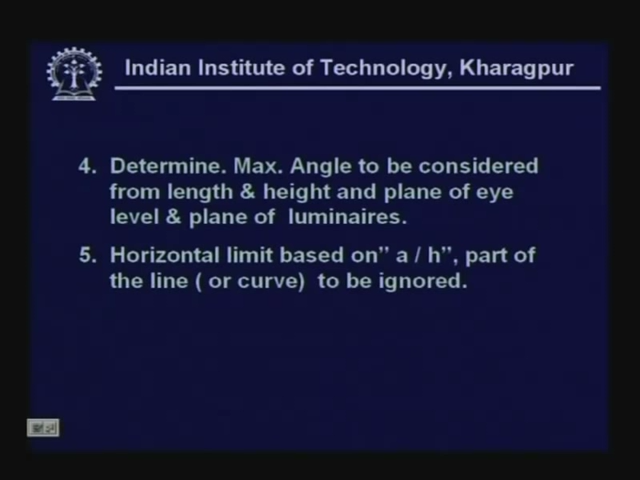 Indian Institute of Technology, Kharagpur
4. Determine. Max. Angle to be considered
from length & height and plane of eye
level & plane of luminaires.
5. Horizontal limit based on” a / h”, part of
the line ( or curve) to be ignored.